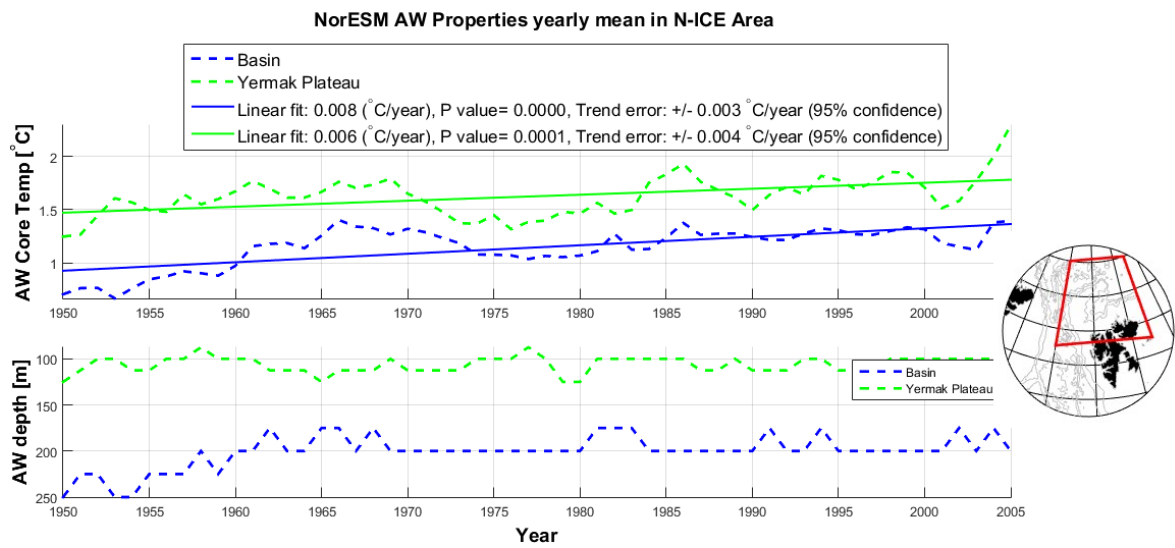 NorESM AW Properties yearly mean in N-ICE Area
Basin
Yermak Plateau
Linear fit: 0.008 (°C/year), P value= 0.0000, Trend error: +/- 0.003 °C/year (95% confidence)
Linear fit: 0.006 (°C/year), P value= 0.0001, Trend error: +/- 0.004 °C/year (95% confidence)
AW Core Temp [°C]
2
1.5
1
1950 1955 1960 1965 1970 1975 1980 1985 1990 1995 2000 2005
AW depth [m]
100
150
200
250
Basin
Yermak Plateau
1950 1955 1960 1965 1970 1975 1980 1985 1990 1995 2000 2005
Year